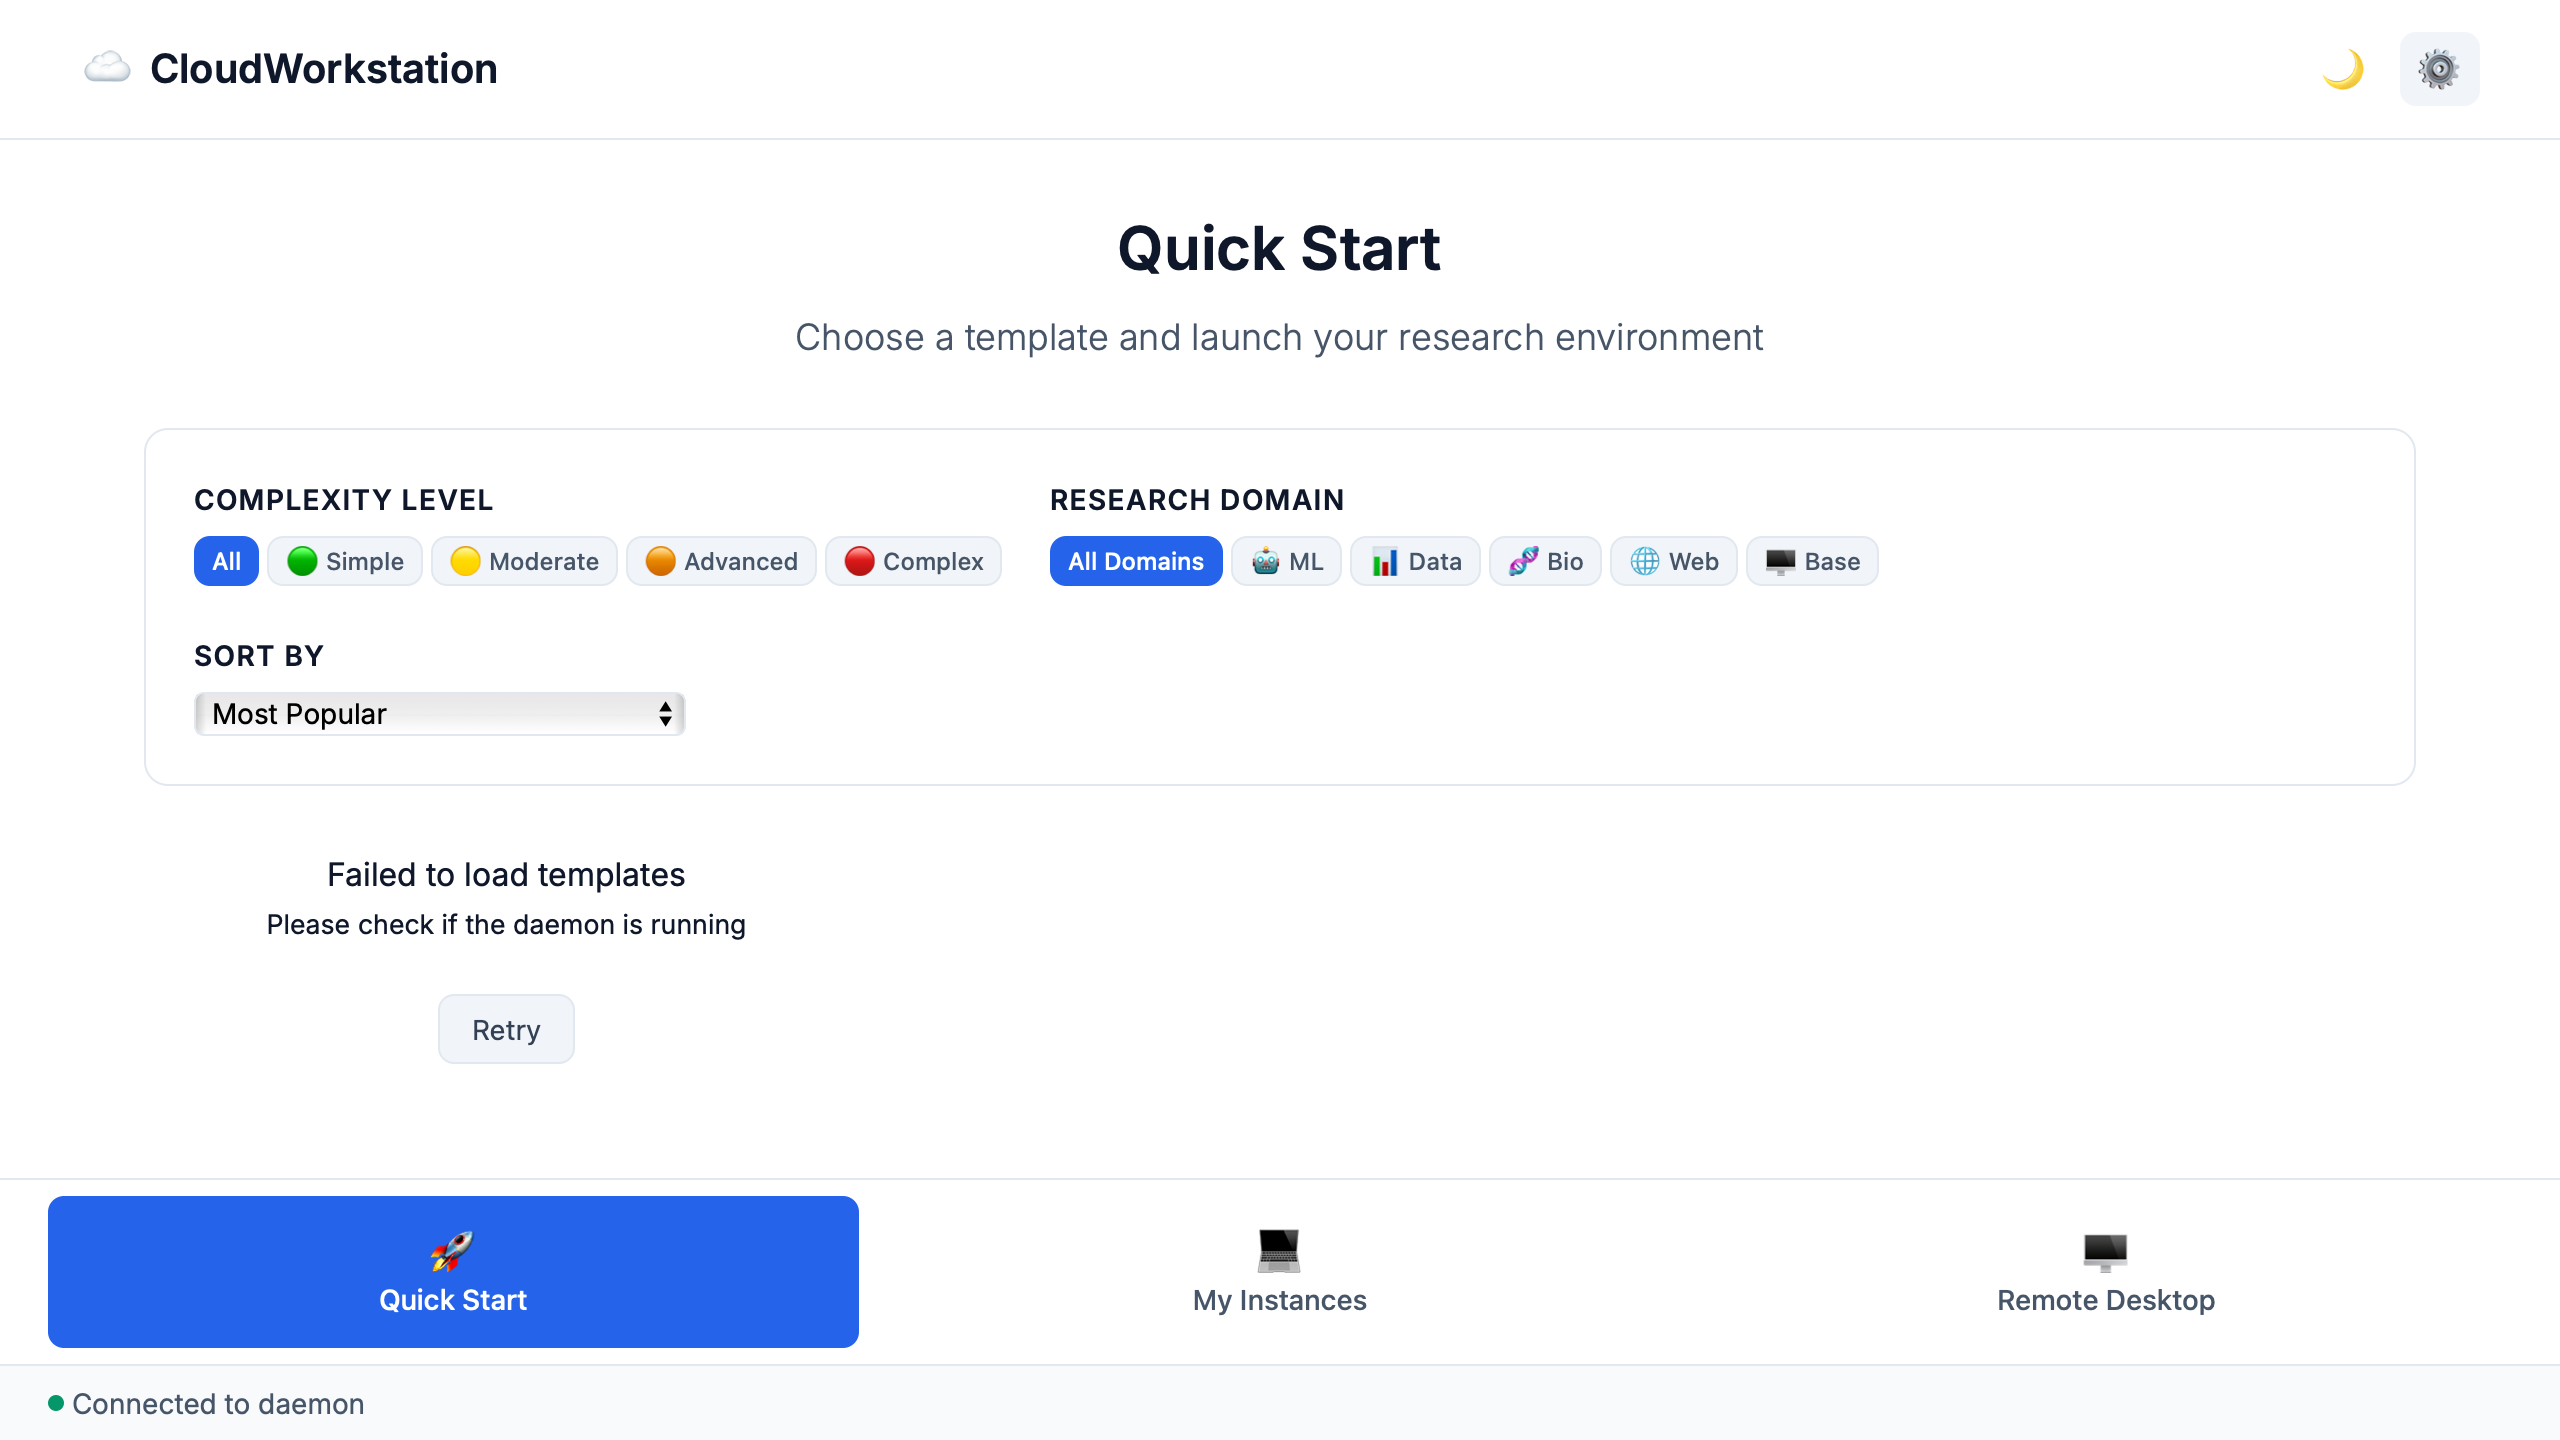 CloudWorkstation
Quick Start
Choose a template and launch your research environment
COMPLEXITY LEVEL
All Simple Moderate Advanced Complex
RESEARCH DOMAIN
All Domains ML Data Bio Web Base
SORT BY
Most Popular
Failed to load templates
Please check if the daemon is running
Retry
Quick Start
My Instances
Remote Desktop
Connected to daemon